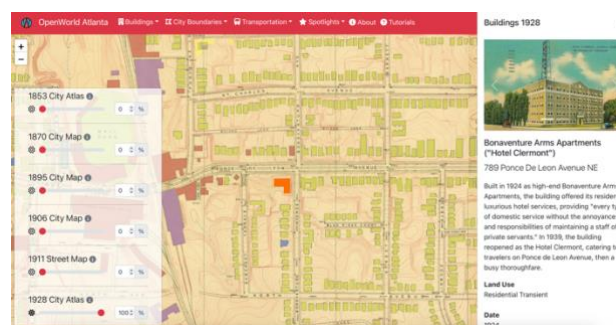 OpenWorld Atlanta Buildings City Boundaries Transportation Spotlights About Tutorials
+
−
1853 City Atlas
0 %
1870 City Map
0 %
1895 City Map
0 %
1906 City Map
0 %
1911 Street Map
0 %
1928 City Atlas
100 %
Buildings 1928
Bonaventure Arms Apartments
("Hotel Clermont")
789 Ponce De Leon Avenue NE
Built in 1924 as high-end Bonaventure Arms
Apartments, the building offered its residen
luxurious hotel services, providing "every ty
of domestic service without the annoyance
and responsibilities of maintaining a staff of
private servants." In 1939, the building
reopened as the Hotel Clermont, catering to
travelers on Ponce de Leon Avenue, then a
busy thoroughfare.
Land Use
Residential Transient
Date
1924